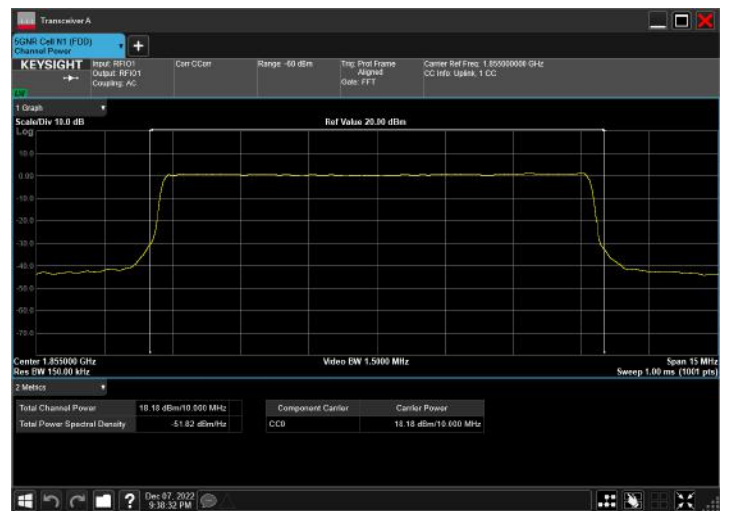 Transceiver A
5GNR Cell N1 (FDD)
Channel Power
+
KEYSIGHT
Input: RFIO1
Output: RFIO1
Coupling: AC
Corr CCorr
Range: -60 dBm
Trig: Prot Frame
Aligned
Gate: FFT
Carrier Ref Freq: 1.855000000 GHz
CC Info: Uplink, 1 CC
1 Graph
Scale/Div 10.0 dB
Ref Value 20.00 dBm
Log
10.0
0.00
-10.0
-20.0
-30.0
-40.0
-50.0
-60.0
-70.0
Center 1.855000 GHz
Video BW 1.5000 MHz
Span 15 MHz
Res BW 150.00 kHz
Sweep 1.00 ms (1001 pts)
2 Metrics
Total Channel Power 18.18 dBm/10.000 MHz
Total Power Spectral Density -51.82 dBm/Hz
Component Carrier Carrier Power
CC0 18.18 dBm/10.000 MHz
?
Dec 07, 2022
9:38:32 PM